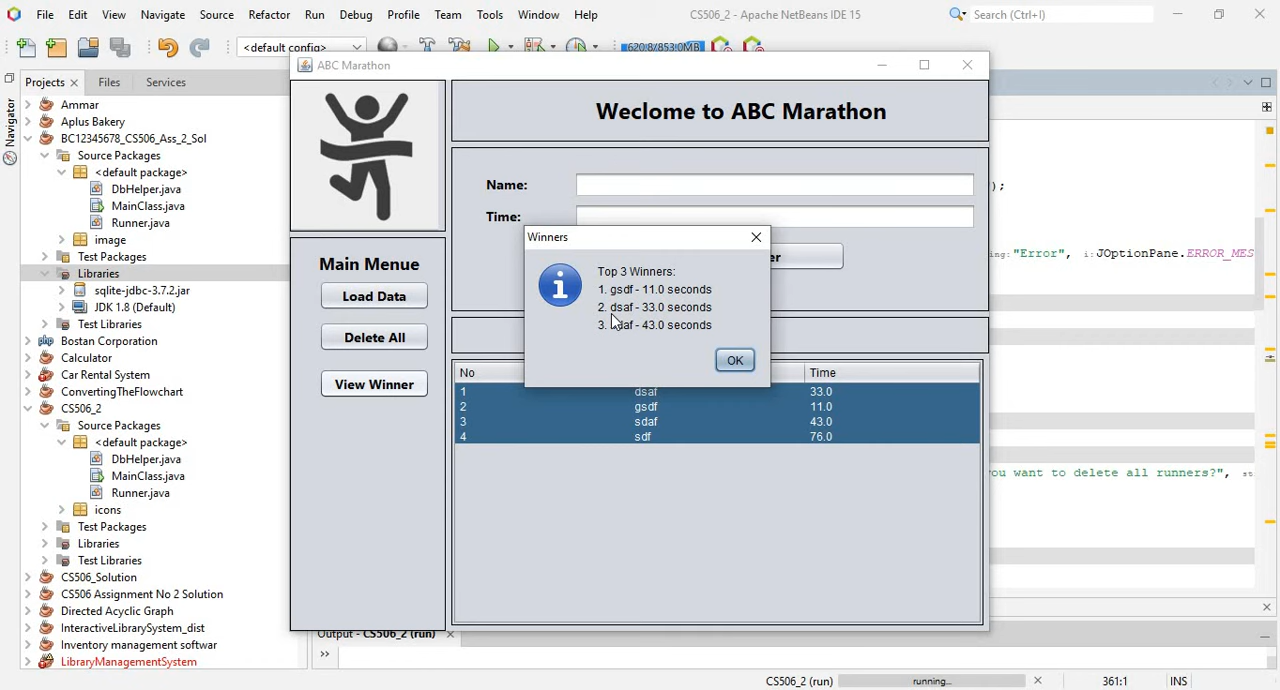 File Edit View Navigate Source Refactor Run Debug Profile Team Tools Window Help
CS506_2 - Apache NetBeans IDE 15
Search (Ctrl+I)
<default config>
620.8/853.0MB
Projects Files Services
Navigator
Ammar
Aplus Bakery
BC12345678_CS506_Ass_2_Sol
Source Packages
<default package>
DbHelper.java
MainClass.java
Runner.java
image
Test Packages
Libraries
sqlite-jdbc-3.7.2.jar
JDK 1.8 (Default)
Test Libraries
Bostan Corporation
Calculator
Car Rental System
ConvertingTheFlowchart
CS506_2
Source Packages
<default package>
DbHelper.java
MainClass.java
Runner.java
icons
Test Packages
Libraries
Test Libraries
CS506_Solution
CS506 Assignment No 2 Solution
Directed Acyclic Graph
InteractiveLibrarySystem_dist
Inventory management softwar
LibraryManagementSystem
ABC Marathon
Weclome to ABC Marathon
Name:
Time:
Main Menue
Load Data
Delete All
View Winner
Winners
Top 3 Winners:
1. gsdf - 11.0 seconds
2. dsaf - 33.0 seconds
3. - 43.0 seconds
OK
No Time
1 dsaf 33.0
2 gsdf 11.0
3 sdaf 43.0
4 sdf 76.0
);
"Error", i: JOptionPane.ERROR_MES
you want to delete all runners?",
Output - CS506_2 (run)
CS506_2 (run) running... 361:1 INS